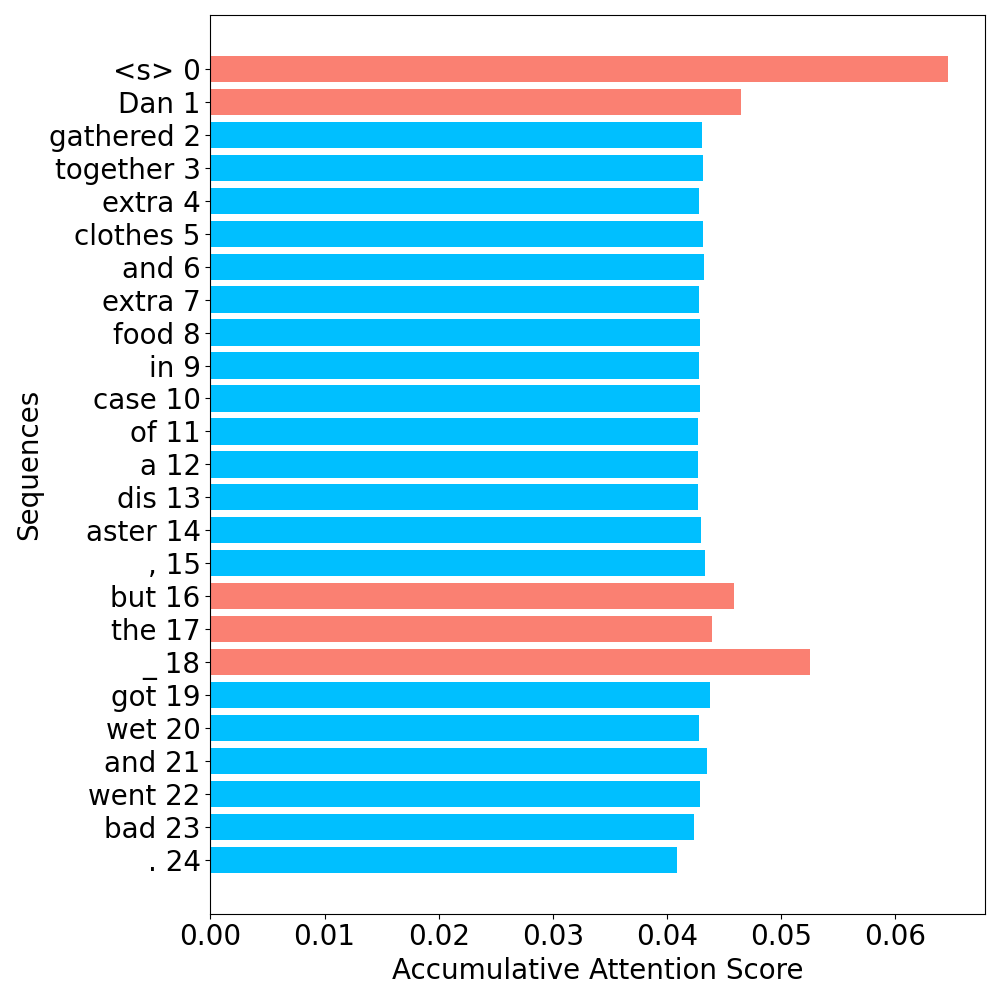 <s> 0
Dan 1
gathered 2
together 3
extra 4
clothes 5
and 6
extra 7
food 8
in 9
case 10
of 11
a 12
dis 13
aster 14
, 15
but 16
the 17
_ 18
got 19
wet 20
and 21
went 22
bad 23
. 24
Sequences
0.00 0.01 0.02 0.03 0.04 0.05 0.06
Accumulative Attention Score